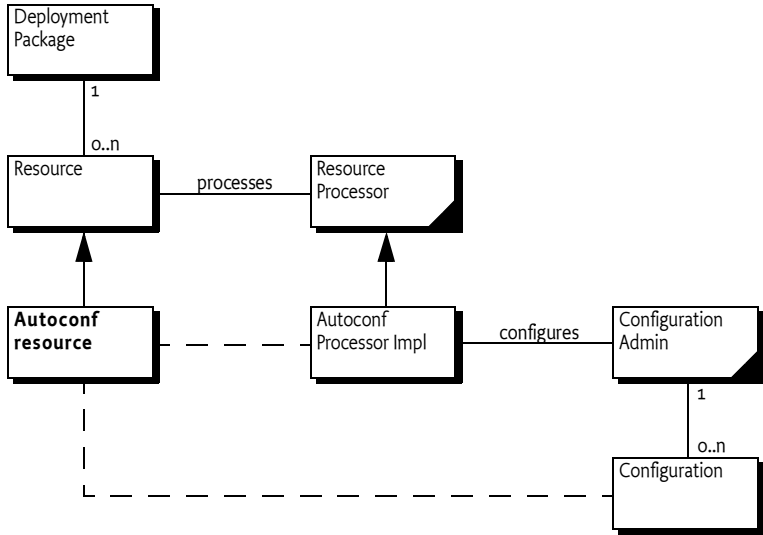 Deployment
Package
1
0..n
Resource
processes
Resource
Processor
Autoconf
resource
Autoconf
Processor Impl
configures
Configuration
Admin
1
0..n
Configuration